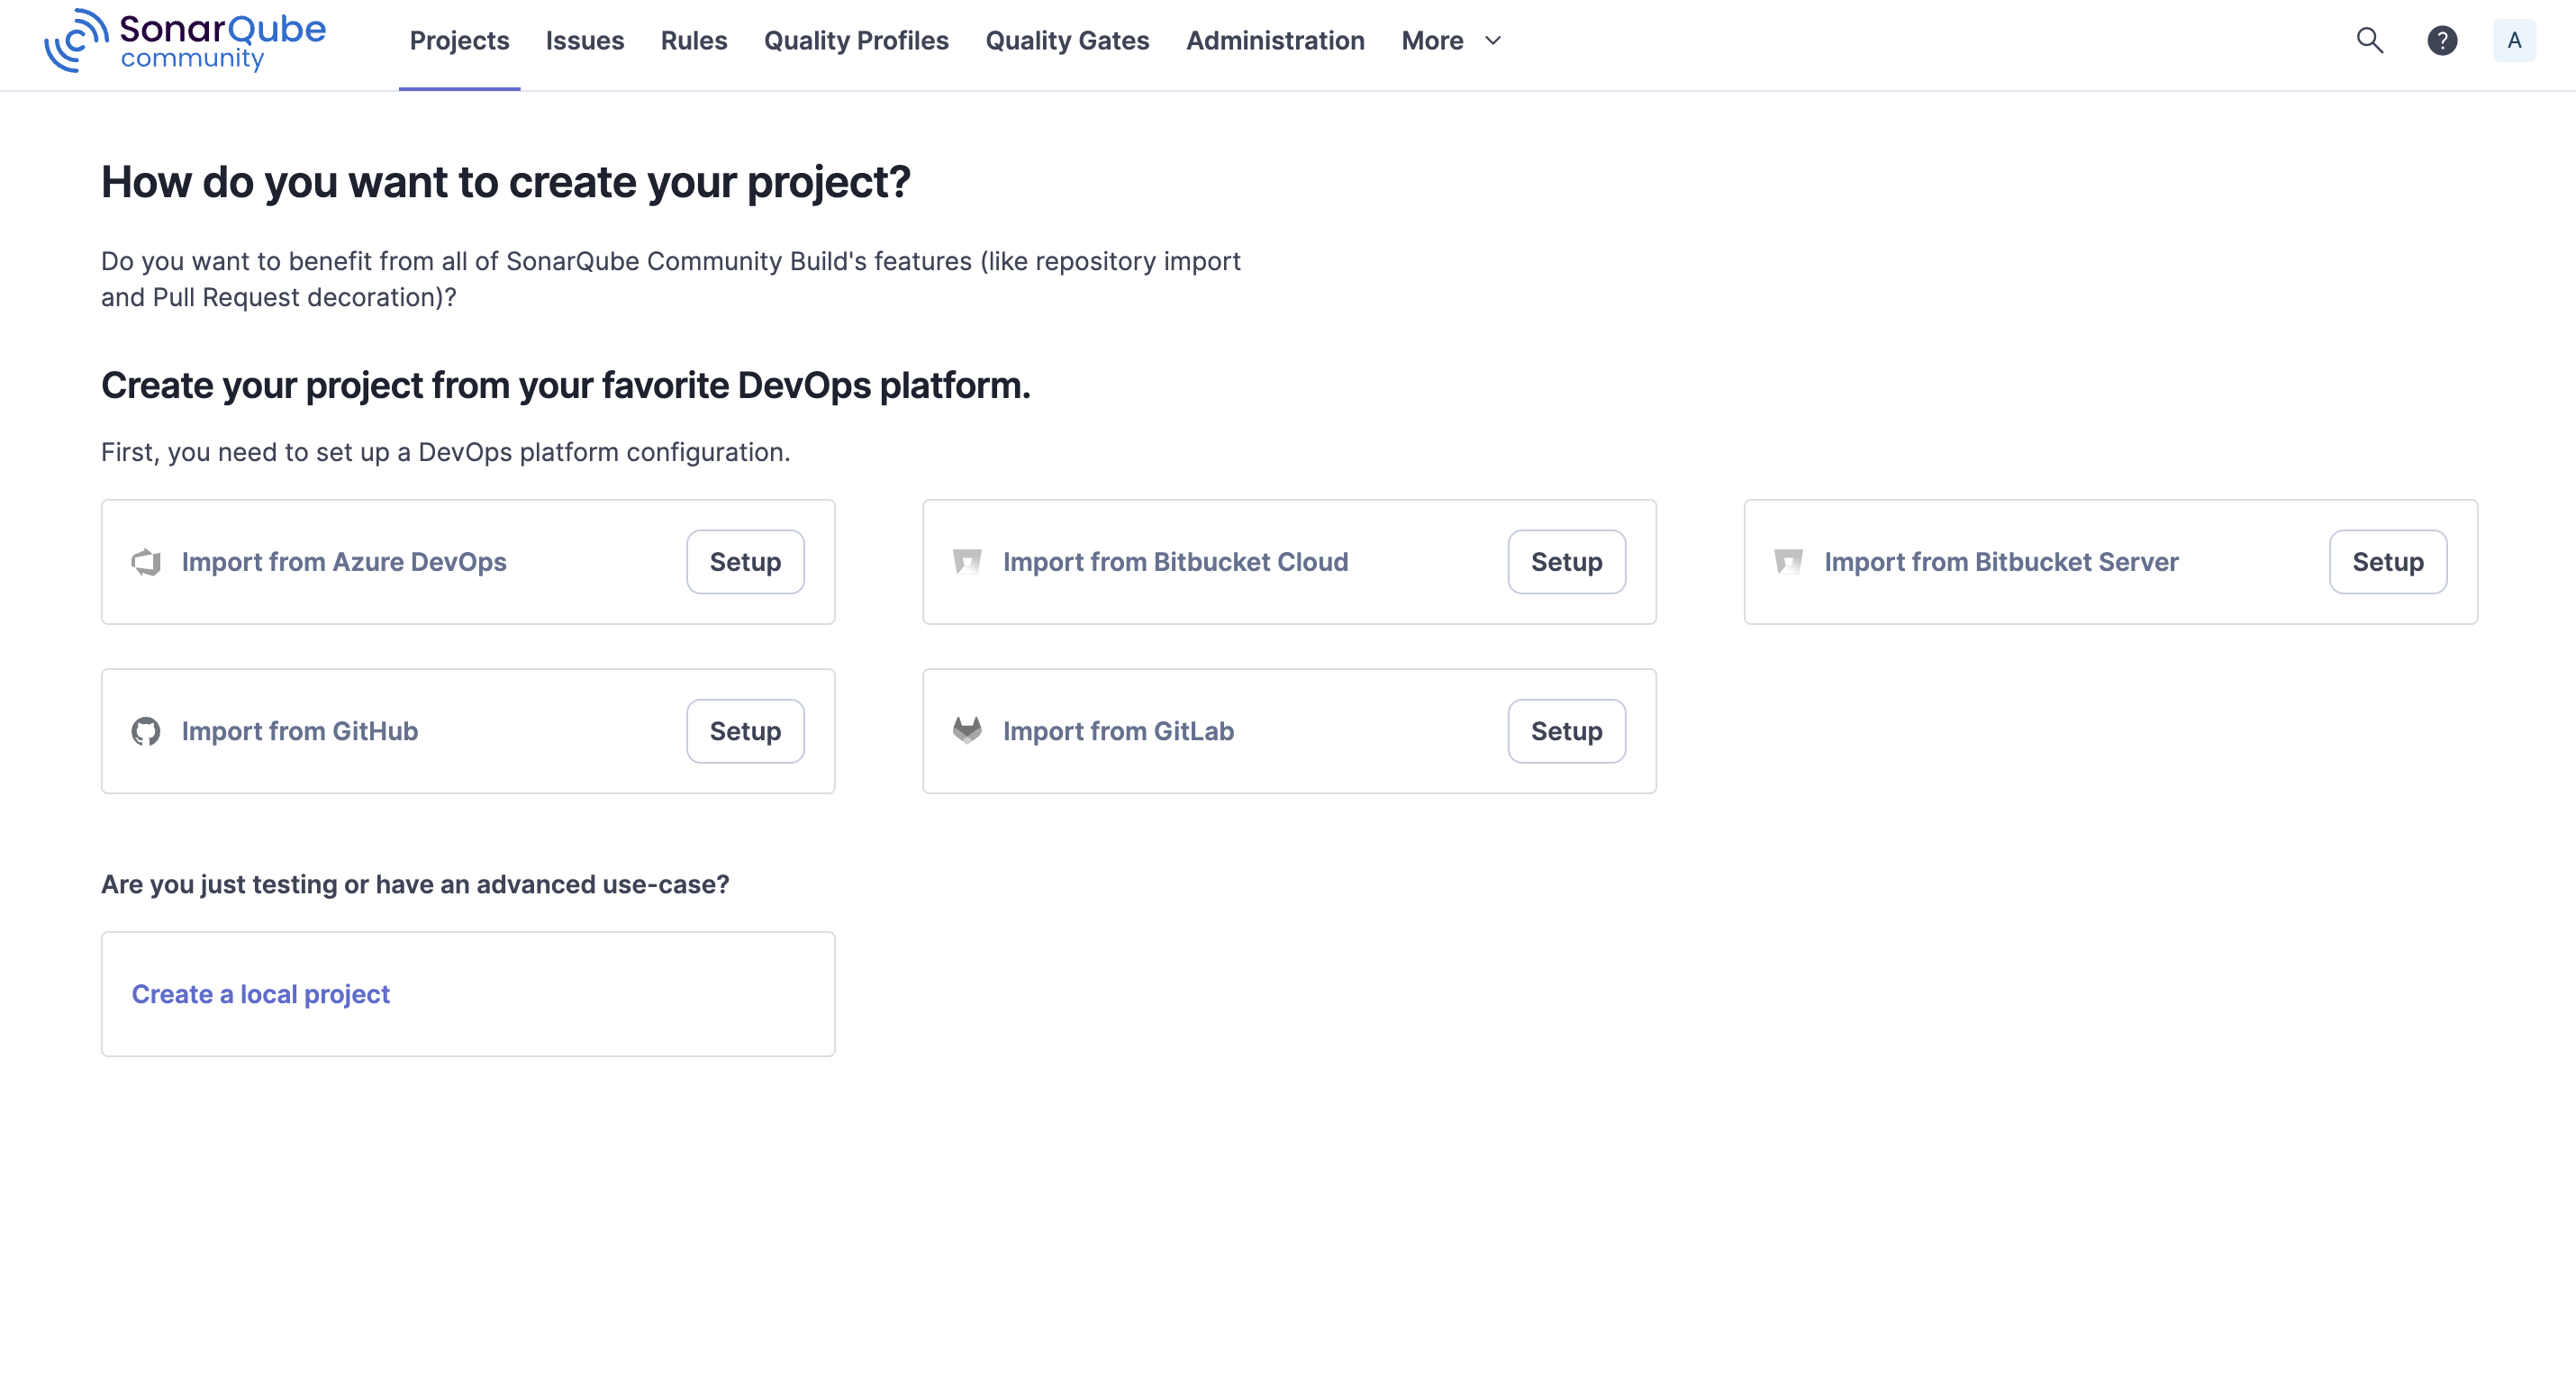 SonarQube
community
Projects
Issues
Rules
Quality Profiles
Quality Gates
Administration
More
?
A
How do you want to create your project?
Do you want to benefit from all of SonarQube Community Build's features (like repository import
and Pull Request decoration)?
Create your project from your favorite DevOps platform.
First, you need to set up a DevOps platform configuration.
Import from Azure DevOps
Setup
Import from Bitbucket Cloud
Setup
Import from Bitbucket Server
Setup
Import from GitHub
Setup
Import from GitLab
Setup
Are you just testing or have an advanced use-case?
Create a local project